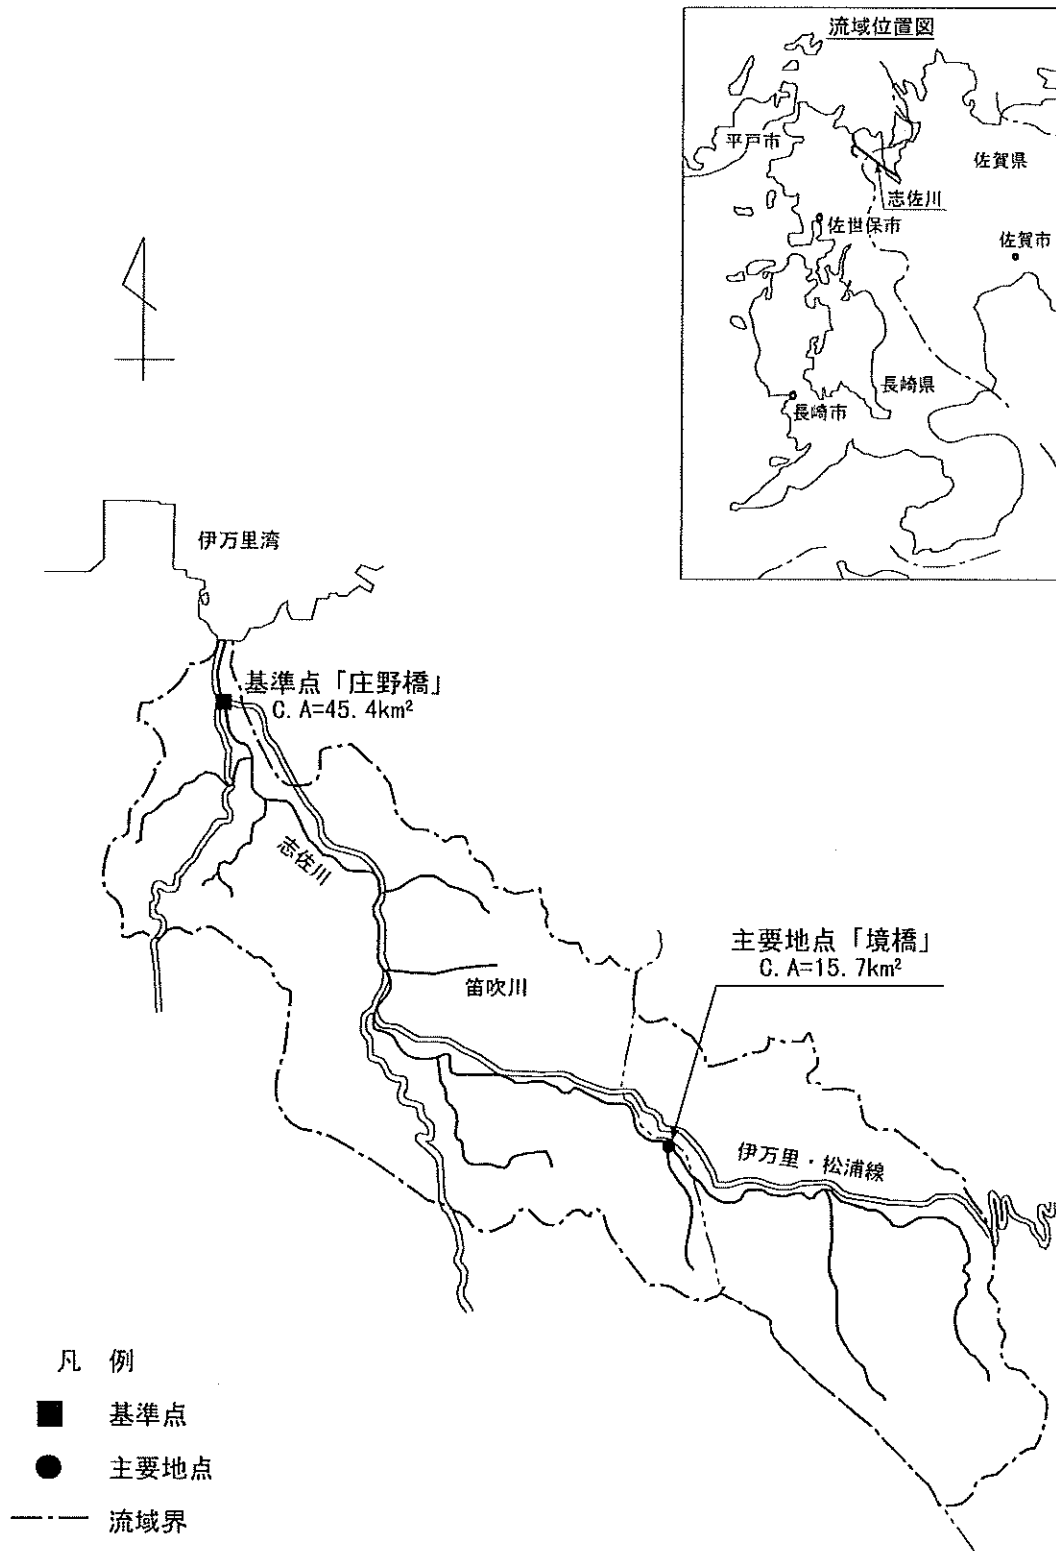 流域位置図
平戸市
佐賀県
志佐川
佐世保市
佐賀市
長崎県
長崎市
伊万里湾
基準点「庄野橋」
C.A=45.4km²
志佐川
主要地点「境橋」
C.A=15.7km²
笛吹川
伊万里・松浦線
凡 例
基準点
主要地点
流域界